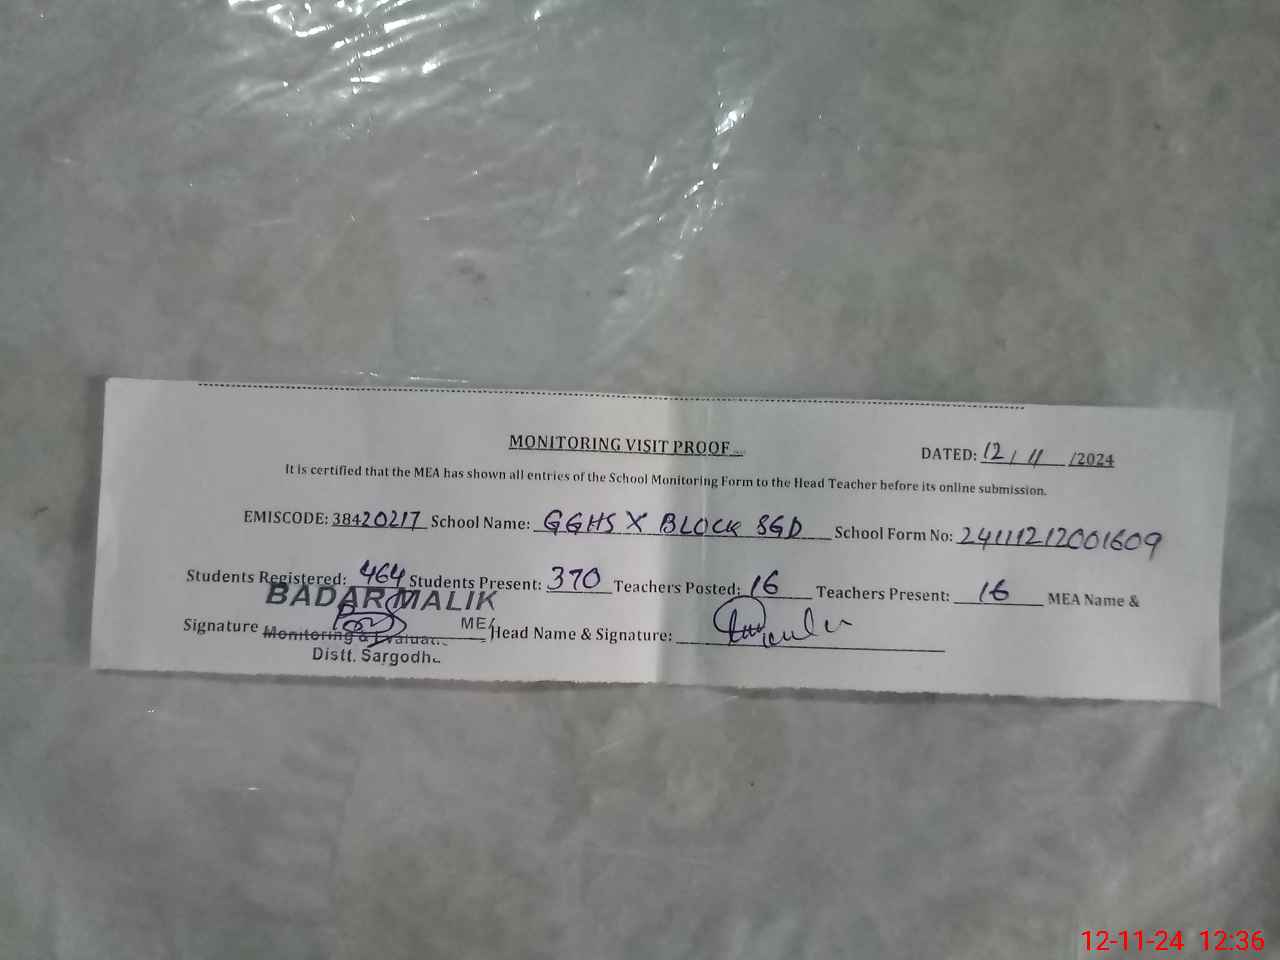 MONITORING VISIT PROOF
DATED: 12/11/2024
It is certified that the MEA has shown all entries of the School Monitoring Form to the Head Teacher before its online submission.
EMISCODE: 38420217 School Name: GGHS X BLOCK SGD School Form No: 24111212001609
Students Registered: 464 Students Present: 370 Teachers Posted: 16 Teachers Present: 16 MEA Name &
BADAR MALIK
MEA
Signature Head Name & Signature:
Monitoring & Evaluat..
Distt. Sargodh..
12-11-24 12:36